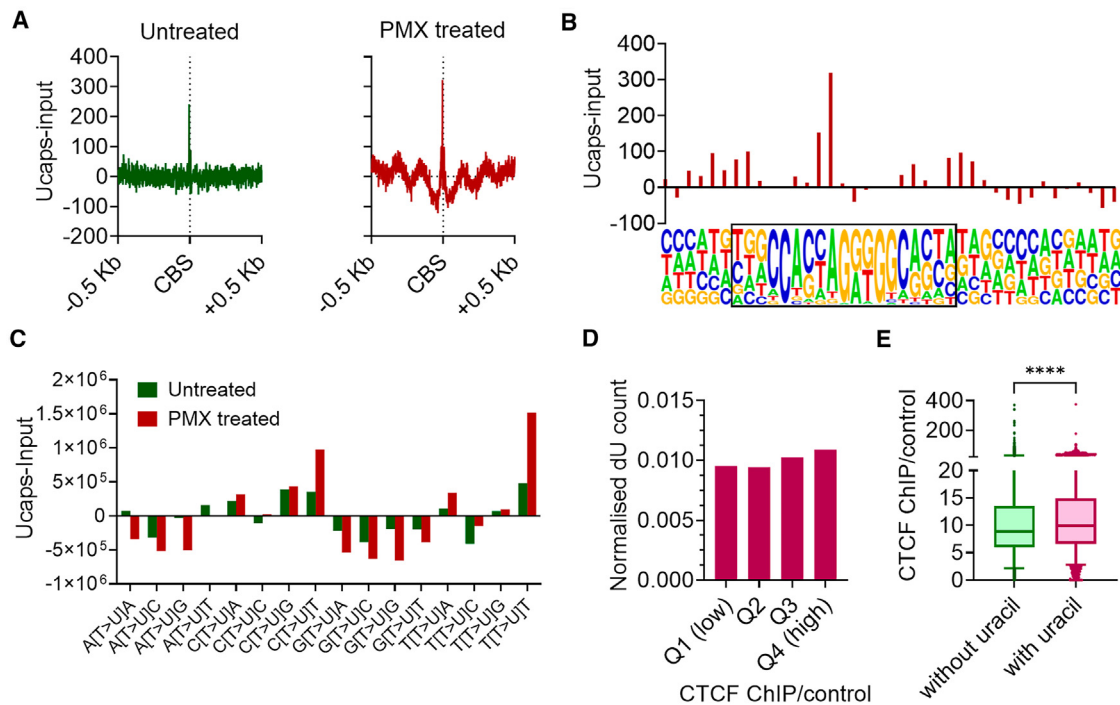 A
Untreated
PMX treated
Ucaps-input
400
300
200
100
0
-100
-200
-0.5 Kb
CBS
+0.5 Kb
-0.5 Kb
CBS
+0.5 Kb
B
Ucaps-input
400
300
200
100
0
-100
C
Ucaps-Input
2×10⁶
1.5×10⁶
1×10⁶
5×10⁵
0
-5×10⁵
-1×10⁶
Untreated
PMX treated
A[T>U]A
A[T>U]C
A[T>U]G
A[T>U]T
C[T>U]A
C[T>U]C
C[T>U]G
C[T>U]T
G[T>U]A
G[T>U]C
G[T>U]G
G[T>U]T
T[T>U]A
T[T>U]C
T[T>U]G
T[T>U]T
D
Normalised dU count
0.015
0.010
0.005
0.000
Q1 (low)
Q2
Q3
Q4 (high)
CTCF ChIP/control
E
CTCF ChIP/control
****
400
200
20
15
10
5
0
without uracil
with uracil